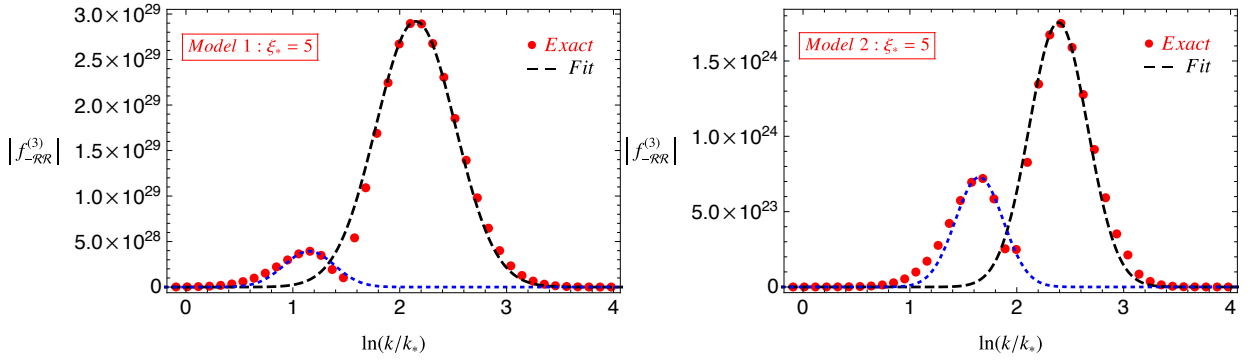 3.0×10^29
2.5×10^29
2.0×10^29
1.5×10^29
1.0×10^29
5.0×10^28
0
|f^(3)_−ℛℛ|
Model 1 : ξ* = 5
Exact
Fit
0 1 2 3 4
ln(k/k*)
1.5×10^24
1.0×10^24
5.0×10^23
0
|f^(3)_−ℛℛ|
Model 2 : ξ* = 5
Exact
Fit
0 1 2 3 4
ln(k/k*)